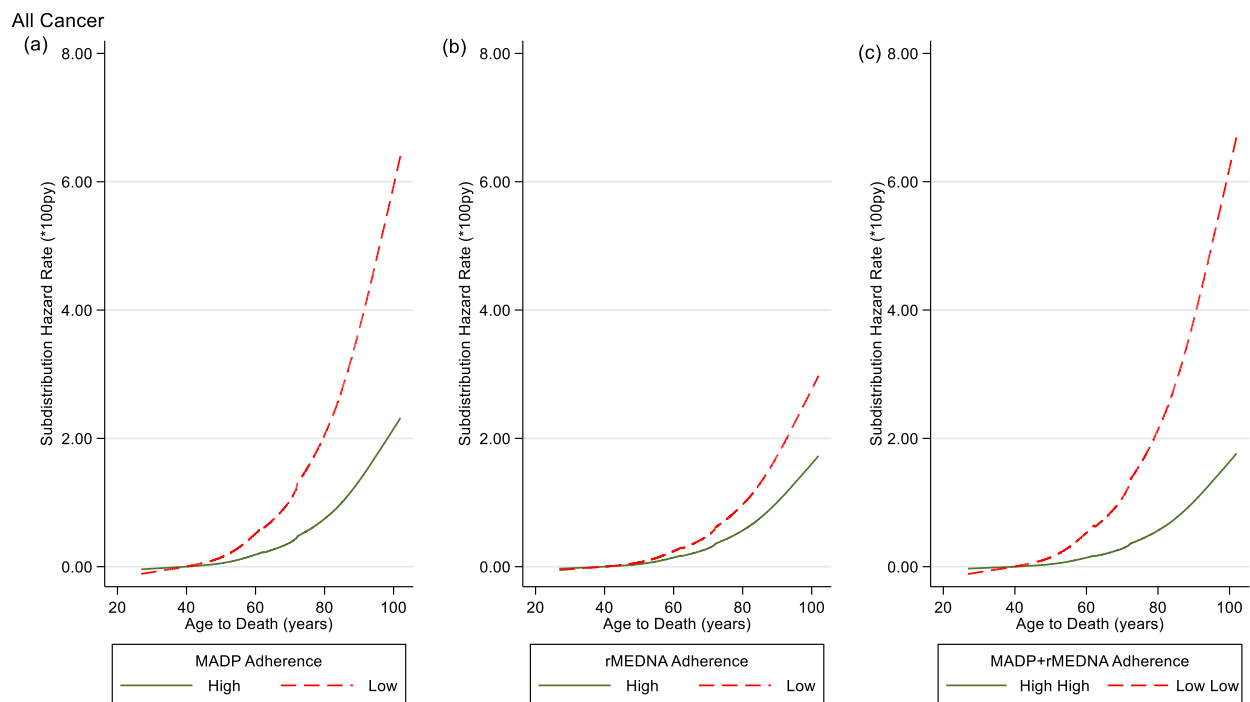 All Cancer
(a)
8.00
6.00
4.00
2.00
0.00
Subdistribution Hazard Rate (*100py)
20 40 60 80 100
Age to Death (years)
MADP Adherence
High Low
(b)
8.00
6.00
4.00
2.00
0.00
Subdistribution Hazard Rate (*100py)
20 40 60 80 100
Age to Death (years)
rMEDNA Adherence
High Low
(c)
8.00
6.00
4.00
2.00
0.00
Subdistribution Hazard Rate (*100py)
20 40 60 80 100
Age to Death (years)
MADP+rMEDNA Adherence
High High Low Low